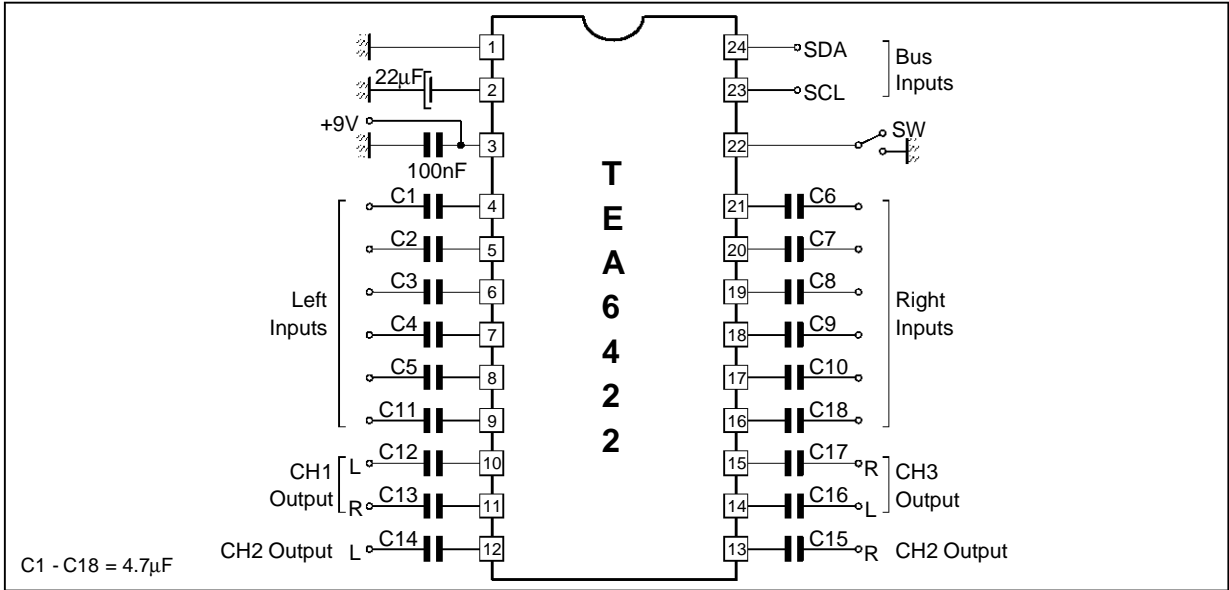 1
24
SDA
Bus
Inputs
22μF
2
23
SCL
+9V
3
100nF
22
SW
T
E
A
6
4
2
2
Left
Inputs
C1
4
C2
5
C3
6
C4
7
C5
8
C11
9
21
C6
20
C7
19
C8
18
C9
17
C10
16
C18
Right
Inputs
CH1
Output
L
C12
10
R
C13
11
CH2 Output
L
C14
12
15
C17
R
14
C16
L
CH3
Output
13
C15
R
CH2 Output
C1 - C18 = 4.7μF